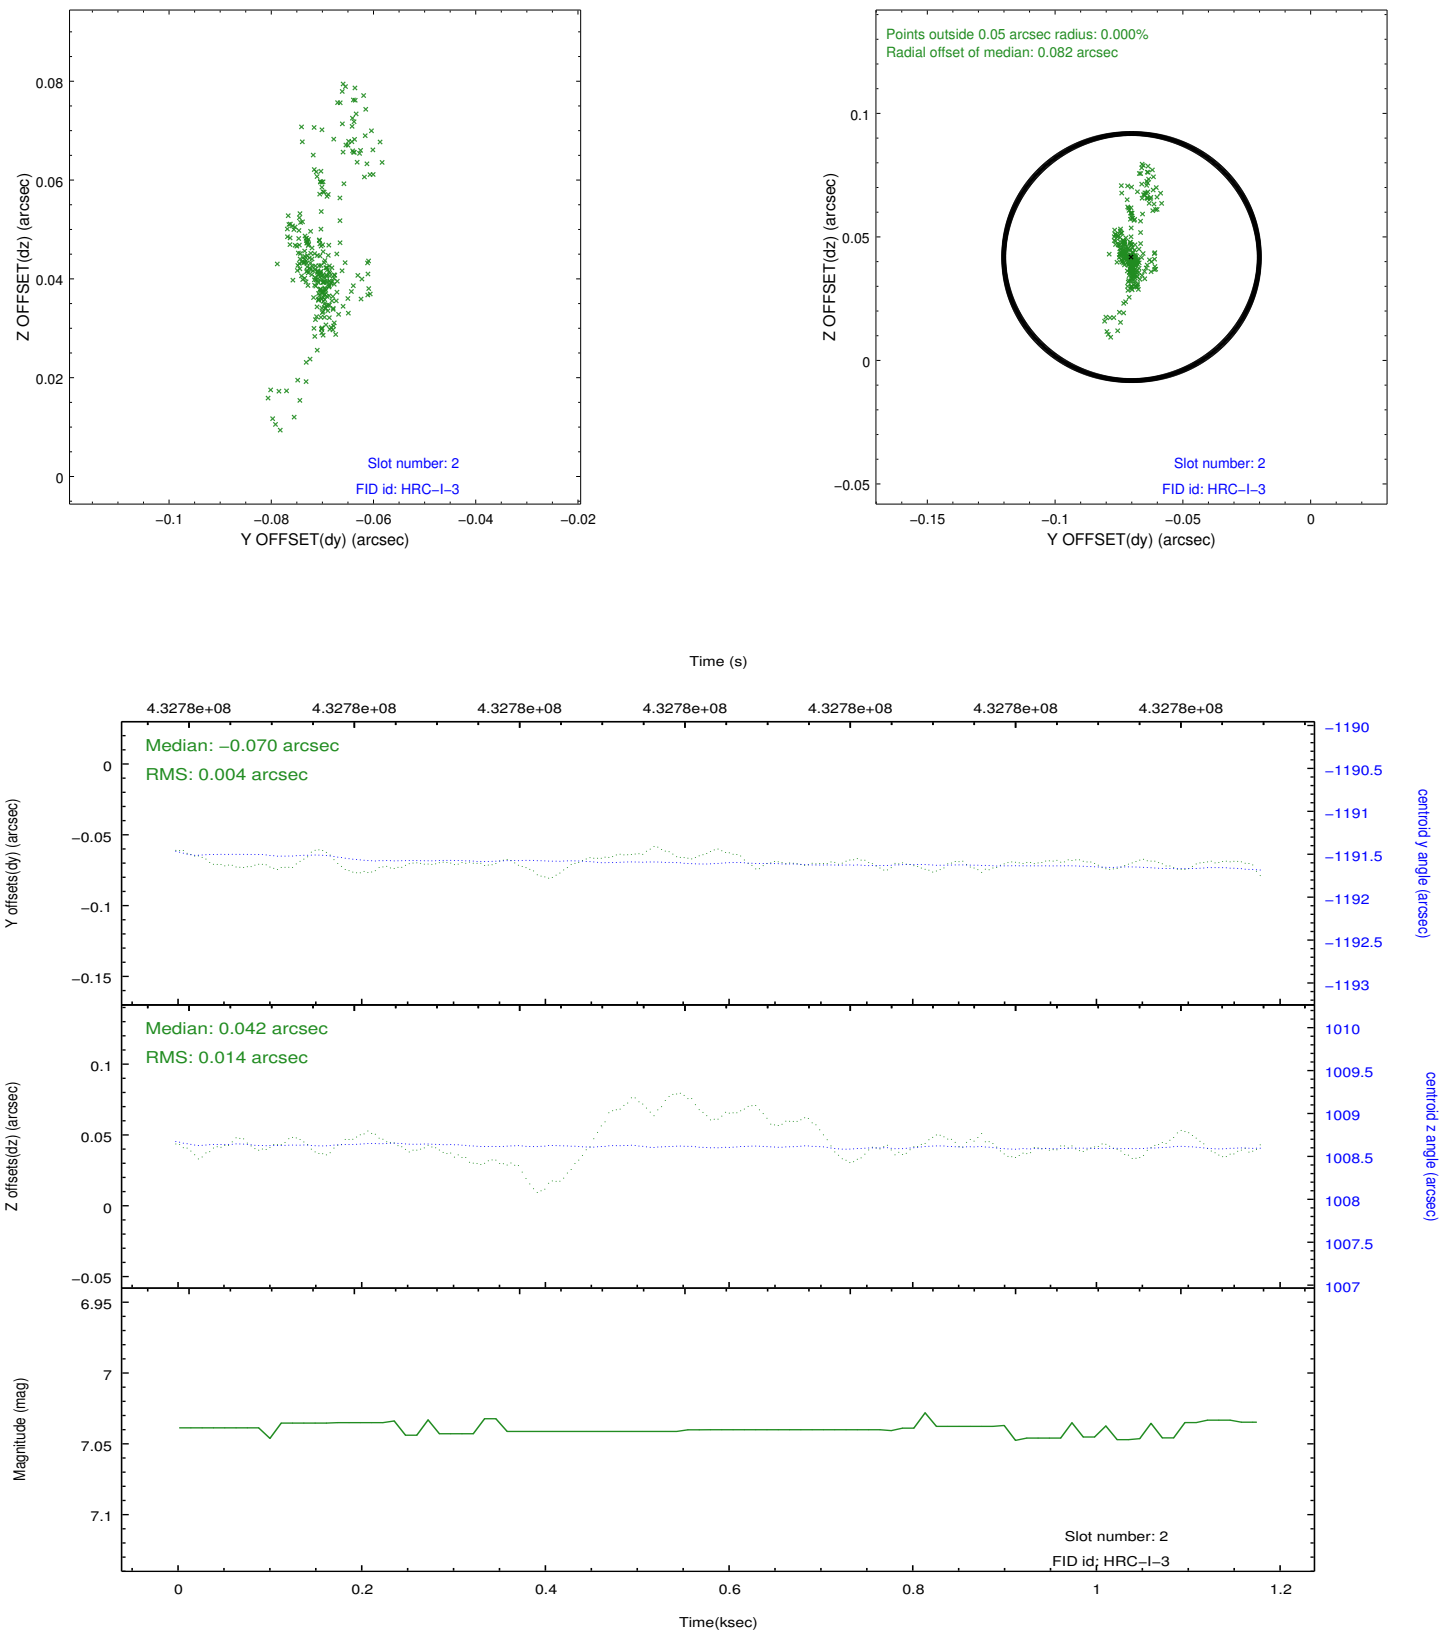 0.08
0.06
0.04
0.02
0
Z OFFSET(dz) (arcsec)
Slot number: 2
FID id: HRC−I−3
−0.1
−0.08
−0.06
−0.04
−0.02
Y OFFSET(dy) (arcsec)
Points outside 0.05 arcsec radius: 0.000%
Radial offset of median: 0.082 arcsec
0.1
0.05
0
−0.05
Z OFFSET(dz) (arcsec)
Slot number: 2
FID id: HRC−I−3
−0.15
−0.1
−0.05
0
Y OFFSET(dy) (arcsec)
Time (s)
4.3278e+08
4.3278e+08
4.3278e+08
4.3278e+08
4.3278e+08
4.3278e+08
4.3278e+08
Median: −0.070 arcsec
RMS: 0.004 arcsec
0
−0.05
−0.1
−0.15
Y offsets(dy) (arcsec)
−1190
−1190.5
−1191
−1191.5
−1192
−1192.5
−1193
centroid y angle (arcsec)
Median: 0.042 arcsec
RMS: 0.014 arcsec
0.1
0.05
0
−0.05
Z offsets(dz) (arcsec)
1010
1009.5
1009
1008.5
1008
1007.5
1007
centroid z angle (arcsec)
6.95
7
7.05
7.1
Magnitude (mag)
Slot number: 2
FID id: HRC−I−3
0
0.2
0.4
0.6
0.8
1
1.2
Time(ksec)